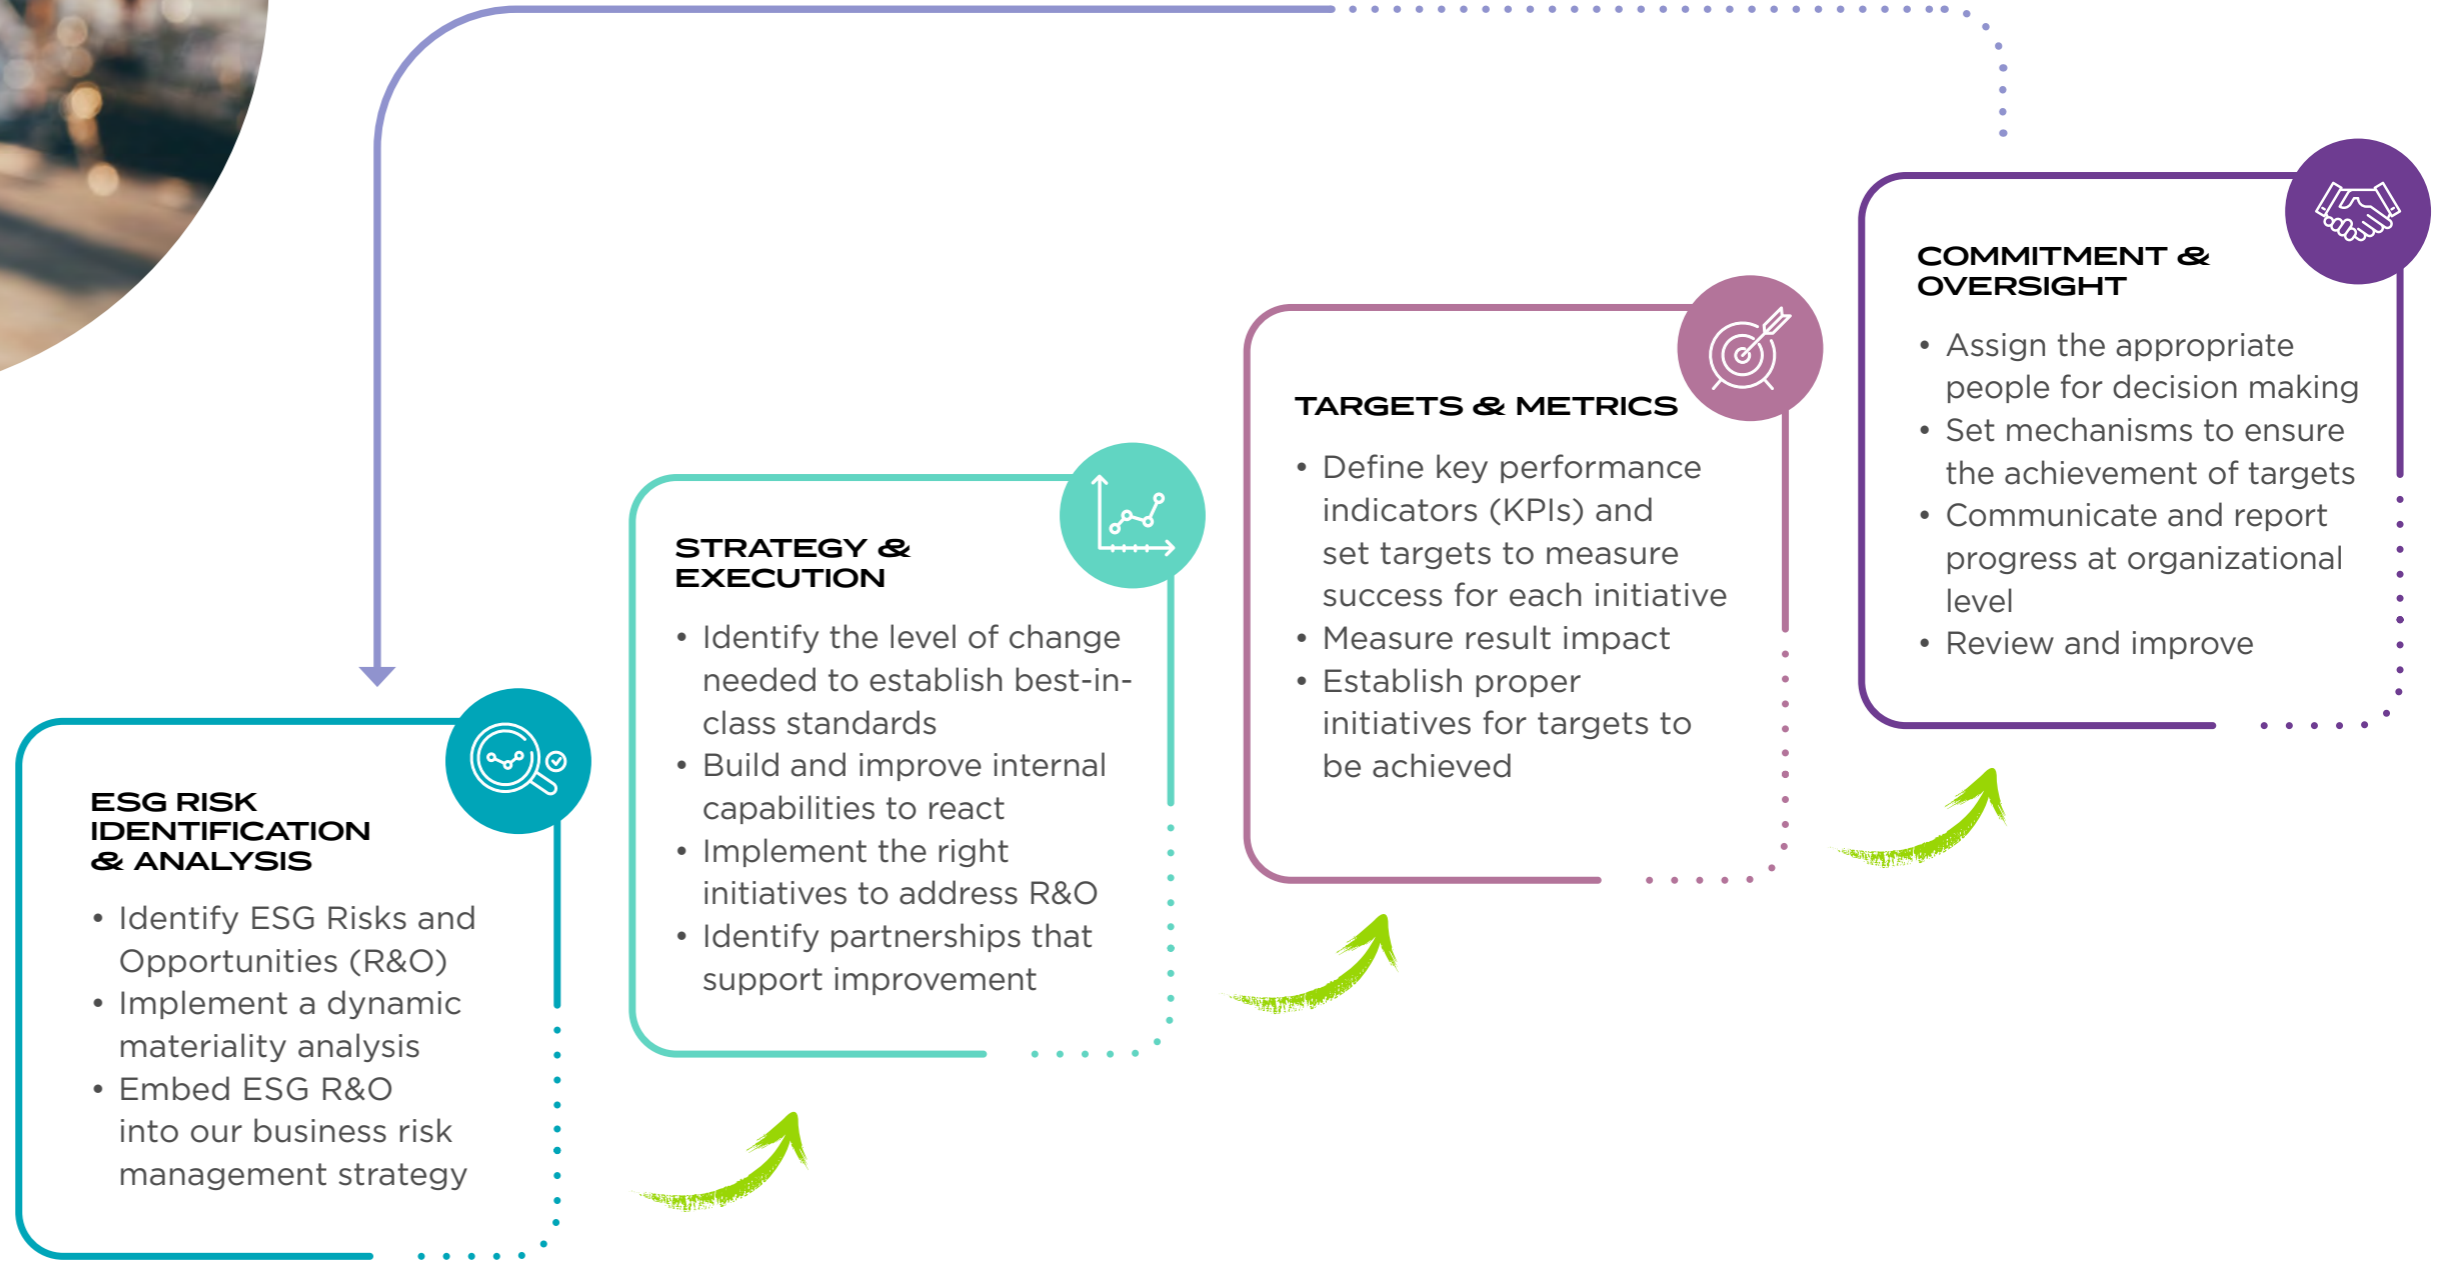 ESG RISK
IDENTIFICATION
& ANALYSIS
• Identify ESG Risks and
Opportunities (R&O)
• Implement a dynamic
materiality analysis
• Embed ESG R&O
into our business risk
management strategy
STRATEGY &
EXECUTION
• Identify the level of change
needed to establish best-in-
class standards
• Build and improve internal
capabilities to react
• Implement the right
initiatives to address R&O
• Identify partnerships that
support improvement
TARGETS & METRICS
• Define key performance
indicators (KPIs) and
set targets to measure
success for each initiative
• Measure result impact
• Establish proper
initiatives for targets to
be achieved
COMMITMENT &
OVERSIGHT
• Assign the appropriate
people for decision making
• Set mechanisms to ensure
the achievement of targets
• Communicate and report
progress at organizational
level
• Review and improve